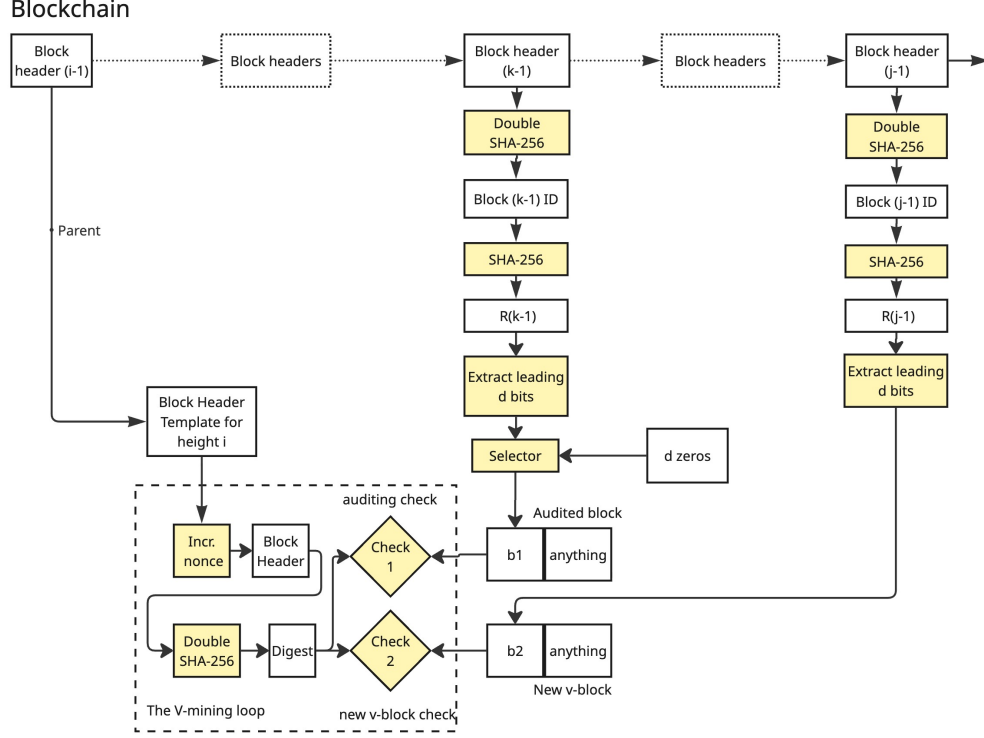 Blockchain
Block
header (i-1)
Block headers
Block header
(k-1)
Block headers
Block header
(j-1)
Double
SHA-256
Double
SHA-256
Block (k-1) ID
Block (j-1) ID
Parent
SHA-256
SHA-256
R(k-1)
R(j-1)
Extract leading
d bits
Extract leading
d bits
Block Header
Template for
height i
Selector
d zeros
auditing check
Audited block
Incr.
nonce
Block
Header
Check
1
b1
anything
Double
SHA-256
Digest
Check
2
b2
anything
New v-block
The V-mining loop
new v-block check